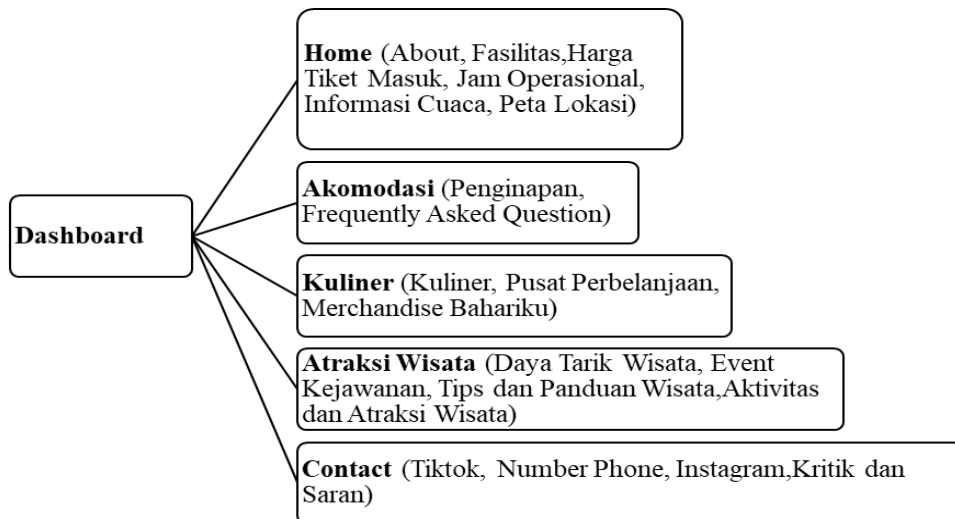 Home (About, Fasilitas,Harga
Tiket Masuk, Jam Operasional,
Informasi Cuaca, Peta Lokasi)
Akomodasi (Penginapan,
Frequently Asked Question)
Dashboard
Kuliner (Kuliner, Pusat Perbelanjaan,
Merchandise Bahariku)
Atraksi Wisata (Daya Tarik Wisata, Event
Kejawanan, Tips dan Panduan Wisata,Aktivitas
dan Atraksi Wisata)
Contact (Tiktok, Number Phone, Instagram,Kritik dan
Saran)